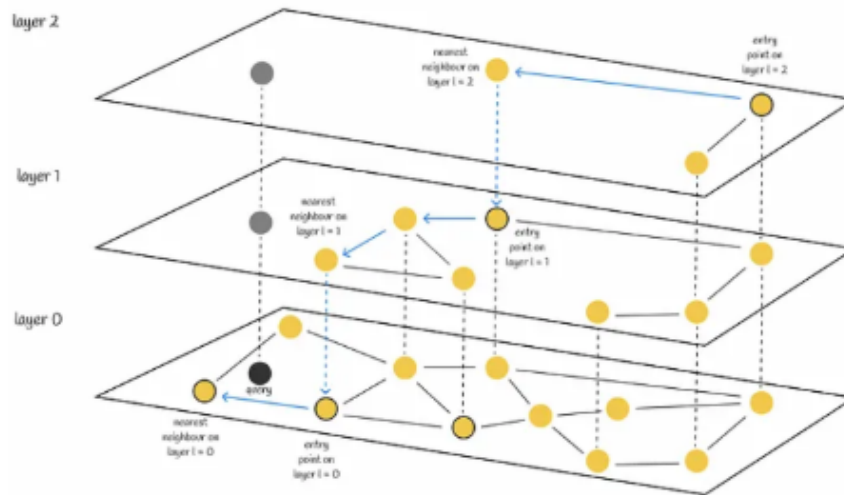 layer 2
nearest
neighbour on
layer l = 2
entry
point on
layer l = 2
layer 1
nearest
neighbour on
layer l = 1
entry
point on
layer l = 1
layer 0
query
nearest
neighbour on
layer l = 0
entry
point on
layer l = 0